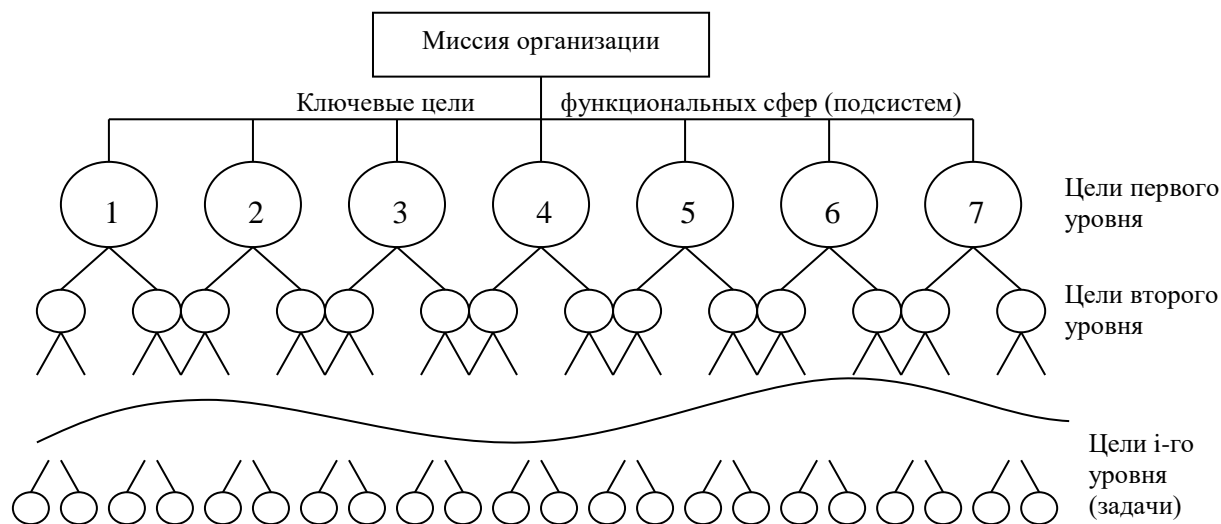 Миссия организации
Ключевые цели функциональных сфер (подсистем)
1 2 3 4 5 6 7
Цели первого
уровня
Цели второго
уровня
Цели i-го
уровня
(задачи)